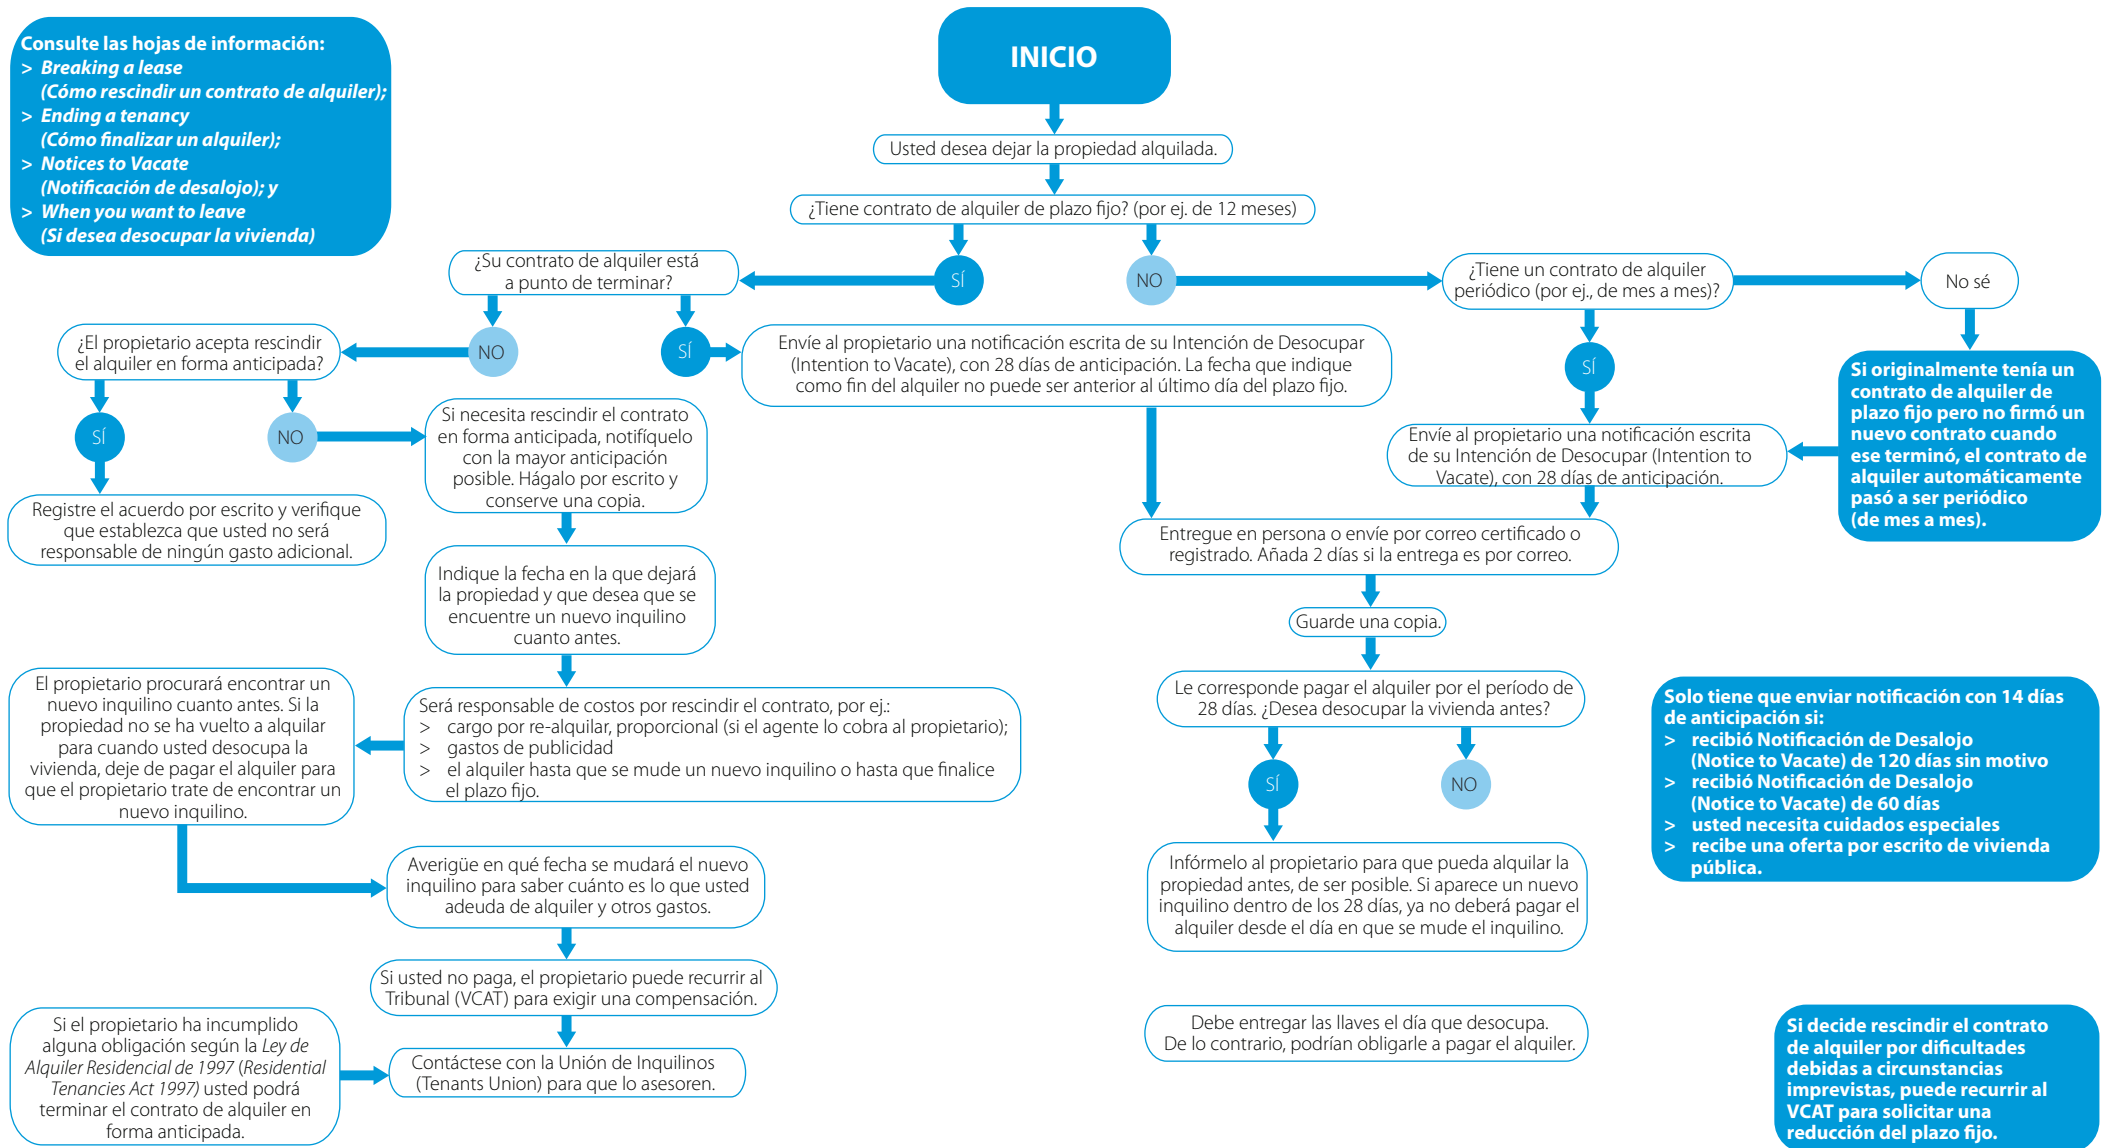 Consulte las hojas de información:
> Breaking a lease
(Cómo rescindir un contrato de alquiler);
> Ending a tenancy
(Cómo finalizar un alquiler);
> Notices to Vacate
(Notificación de desalojo); y
> When you want to leave
(Si desea desocupar la vivienda)
INICIO
Usted desea dejar la propiedad alquilada.
¿Tiene contrato de alquiler de plazo fijo? (por ej. de 12 meses)
SÍ
NO
¿Su contrato de alquiler está
a punto de terminar?
NO
SÍ
¿Tiene un contrato de alquiler
periódico (por ej., de mes a mes)?
No sé
SÍ
¿El propietario acepta rescindir
el alquiler en forma anticipada?
SÍ
NO
Envíe al propietario una notificación escrita de su Intención de Desocupar
(Intention to Vacate), con 28 días de anticipación. La fecha que indique
como fin del alquiler no puede ser anterior al último día del plazo fijo.
Si originalmente tenía un
contrato de alquiler de
plazo fijo pero no firmó un
nuevo contrato cuando
ese terminó, el contrato de
alquiler automáticamente
pasó a ser periódico
(de mes a mes).
Si necesita rescindir el contrato
en forma anticipada, notifíquelo
con la mayor anticipación
posible. Hágalo por escrito y
conserve una copia.
Envíe al propietario una notificación escrita
de su Intención de Desocupar (Intention to
Vacate), con 28 días de anticipación.
Registre el acuerdo por escrito y verifique
que establezca que usted no será
responsable de ningún gasto adicional.
Entregue en persona o envíe por correo certificado o
registrado. Añada 2 días si la entrega es por correo.
Indique la fecha en la que dejará
la propiedad y que desea que se
encuentre un nuevo inquilino
cuanto antes.
Guarde una copia.
El propietario procurará encontrar un
nuevo inquilino cuanto antes. Si la
propiedad no se ha vuelto a alquilar
para cuando usted desocupa la
vivienda, deje de pagar el alquiler para
que el propietario trate de encontrar un
nuevo inquilino.
Será responsable de costos por rescindir el contrato, por ej.:
> cargo por re-alquilar, proporcional (si el agente lo cobra al propietario);
> gastos de publicidad
> el alquiler hasta que se mude un nuevo inquilino o hasta que finalice
el plazo fijo.
Le corresponde pagar el alquiler por el período de
28 días. ¿Desea desocupar la vivienda antes?
SÍ
NO
Solo tiene que enviar notificación con 14 días
de anticipación si:
> recibió Notificación de Desalojo
(Notice to Vacate) de 120 días sin motivo
> recibió Notificación de Desalojo
(Notice to Vacate) de 60 días
> usted necesita cuidados especiales
> recibe una oferta por escrito de vivienda
pública.
Averigüe en qué fecha se mudará el nuevo
inquilino para saber cuánto es lo que usted
adeuda de alquiler y otros gastos.
Infórmelo al propietario para que pueda alquilar la
propiedad antes, de ser posible. Si aparece un nuevo
inquilino dentro de los 28 días, ya no deberá pagar el
alquiler desde el día en que se mude el inquilino.
Si usted no paga, el propietario puede recurrir al
Tribunal (VCAT) para exigir una compensación.
Si el propietario ha incumplido
alguna obligación según la Ley de
Alquiler Residencial de 1997 (Residential
Tenancies Act 1997) usted podrá
terminar el contrato de alquiler en
forma anticipada.
Contáctese con la Unión de Inquilinos
(Tenants Union) para que lo asesoren.
Debe entregar las llaves el día que desocupa.
De lo contrario, podrían obligarle a pagar el alquiler.
Si decide rescindir el contrato
de alquiler por dificultades
debidas a circunstancias
imprevistas, puede recurrir al
VCAT para solicitar una
reducción del plazo fijo.